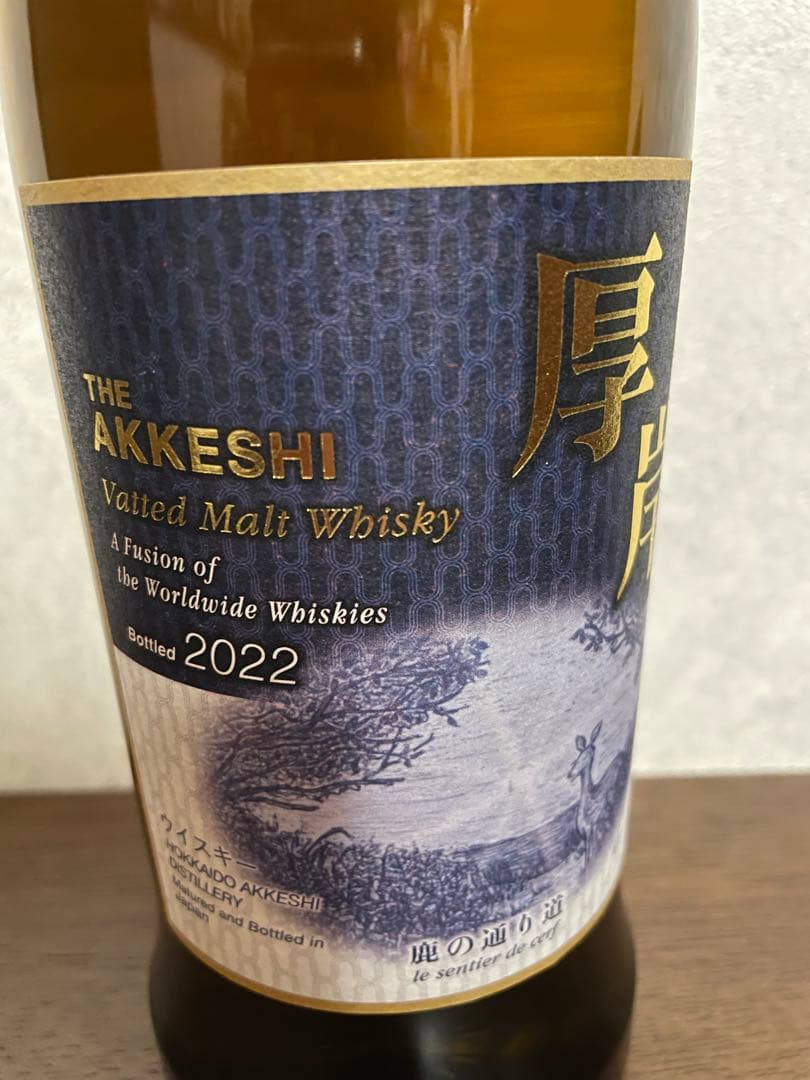 厚岸
THE
AKKESHI
Vatted Malt Whisky
A Fusion of
the Worldwide Whiskies
Bottled 2022
ウイスキー
HOKKAIDO AKKESHI
DISTILLERY
Matured and Bottled in
Japan
鹿の通り道
le sentier de cerf